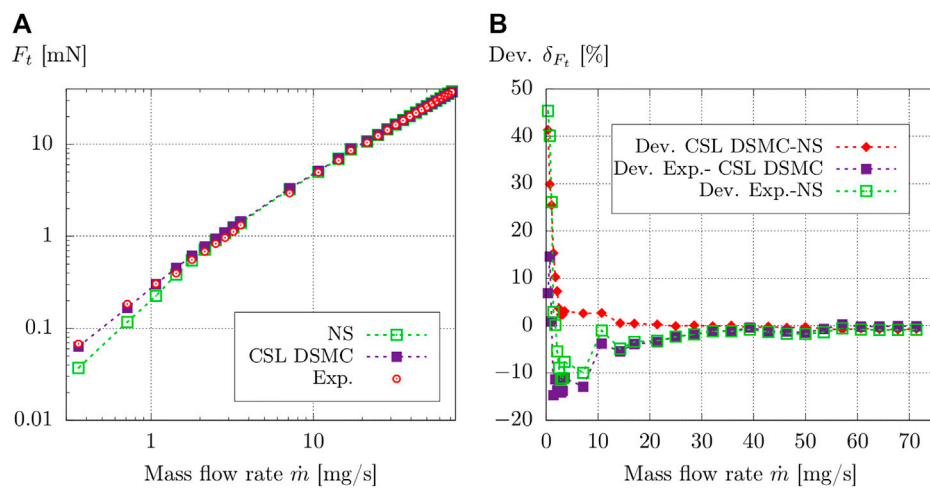 A
F_t [mN]
10
1
0.1
0.01
NS
CSL DSMC
Exp.
1
10
Mass flow rate ṁ [mg/s]
B
Dev. δ_{F_t} [%]
50
40
30
20
10
0
−10
−20
Dev. CSL DSMC-NS
Dev. Exp.- CSL DSMC
Dev. Exp.-NS
0 10 20 30 40 50 60 70
Mass flow rate ṁ [mg/s]